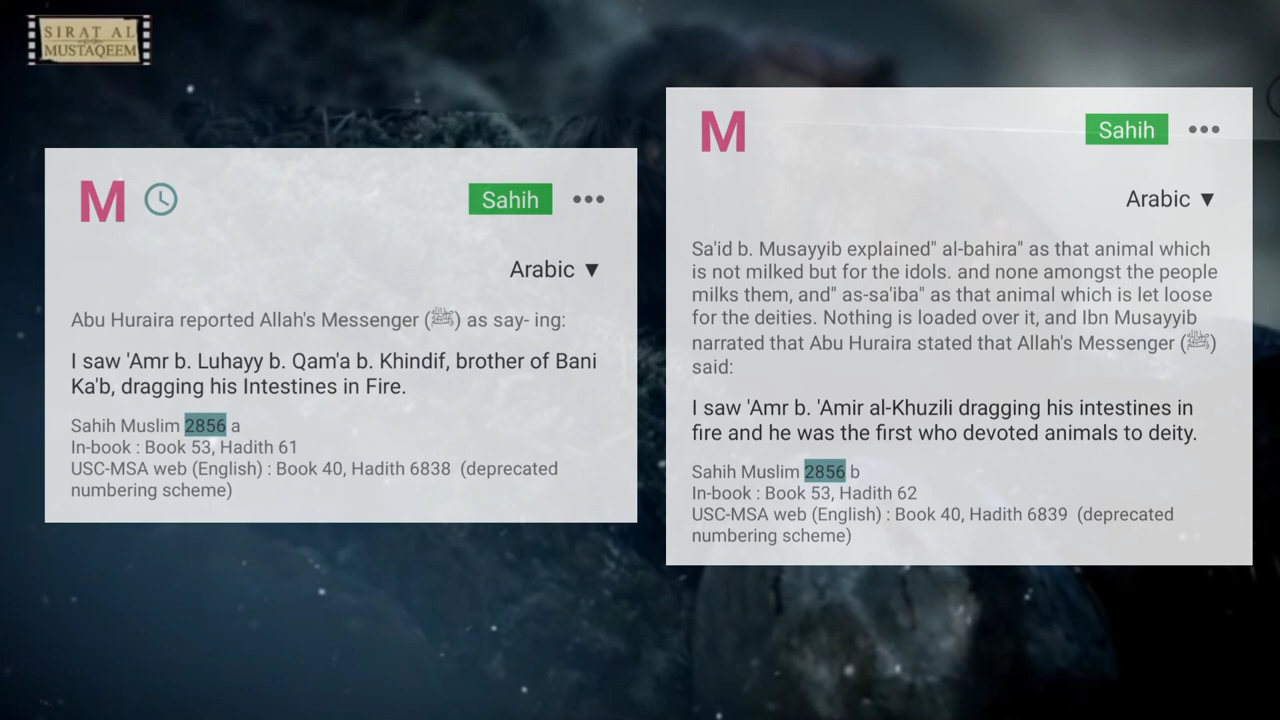 SIRAT AL
MUSTAQEEM
M
Sahih
Arabic ▼
Abu Huraira reported Allah's Messenger (ﷺ) as say- ing:
I saw 'Amr b. Luhayy b. Qam'a b. Khindif, brother of Bani
Ka'b, dragging his Intestines in Fire.
Sahih Muslim 2856 a
In-book : Book 53, Hadith 61
USC-MSA web (English) : Book 40, Hadith 6838 (deprecated
numbering scheme)
M
Sahih
Arabic ▼
Sa'id b. Musayyib explained" al-bahira" as that animal which
is not milked but for the idols. and none amongst the people
milks them, and" as-sa'iba" as that animal which is let loose
for the deities. Nothing is loaded over it, and Ibn Musayyib
narrated that Abu Huraira stated that Allah's Messenger (ﷺ)
said:
I saw 'Amr b. 'Amir al-Khuzili dragging his intestines in
fire and he was the first who devoted animals to deity.
Sahih Muslim 2856 b
In-book : Book 53, Hadith 62
USC-MSA web (English) : Book 40, Hadith 6839 (deprecated
numbering scheme)